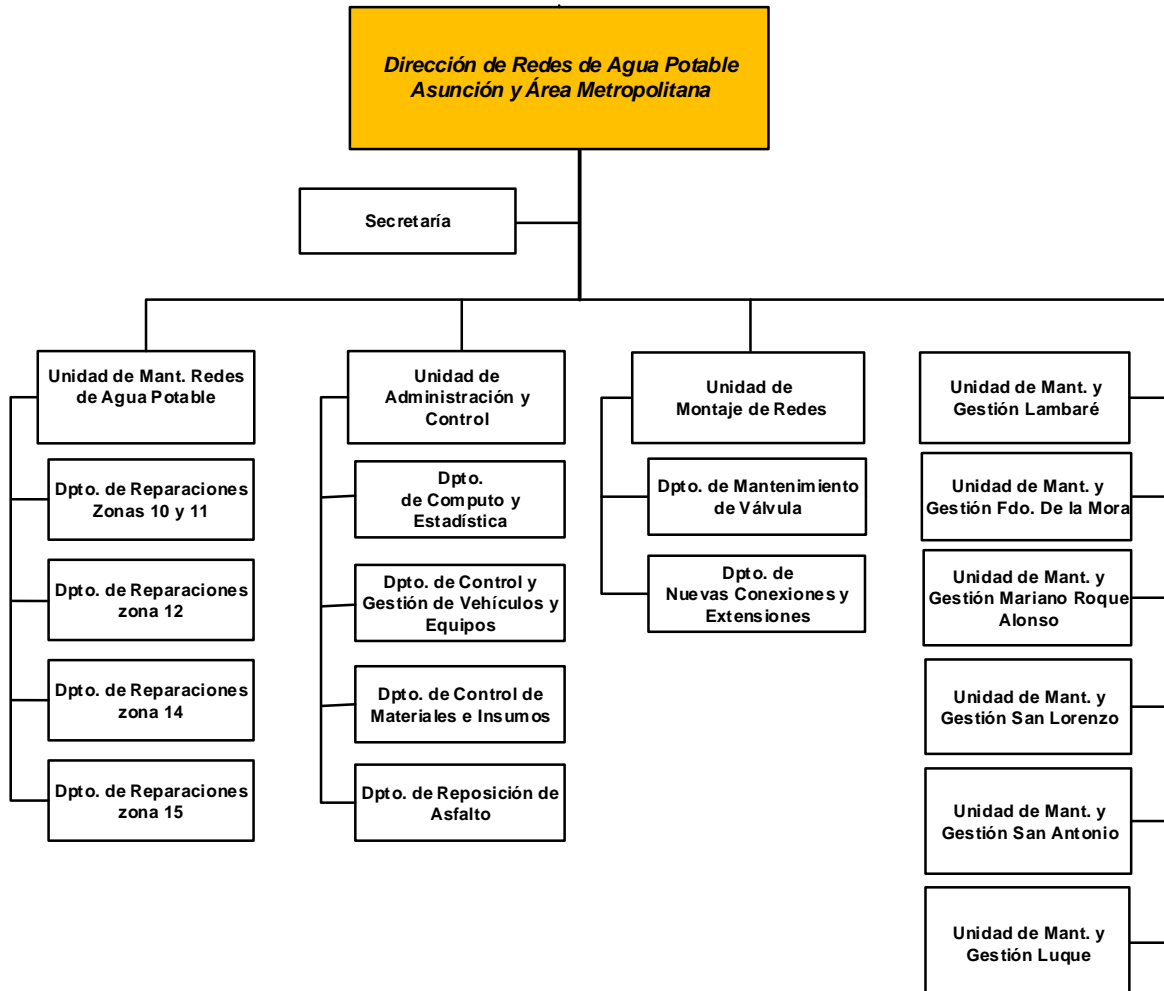 Dirección de Redes de Agua Potable
Asunción y Área Metropolitana
Secretaría
Unidad de Mant. Redes
de Agua Potable
Dpto. de Reparaciones
Zonas 10 y 11
Dpto. de Reparaciones
zona 12
Dpto. de Reparaciones
zona 14
Dpto. de Reparaciones
zona 15
Unidad de
Administración y
Control
Dpto.
de Computo y
Estadística
Dpto. de Control y
Gestión de Vehículos y
Equipos
Dpto. de Control de
Materiales e Insumos
Dpto. de Reposición de
Asfalto
Unidad de
Montaje de Redes
Dpto. de Mantenimiento
de Válvula
Dpto. de
Nuevas Conexiones y
Extensiones
Unidad de Mant. y
Gestión Lambaré
Unidad de Mant. y
Gestión Fdo. De la Mora
Unidad de Mant. y
Gestión Mariano Roque
Alonso
Unidad de Mant. y
Gestión San Lorenzo
Unidad de Mant. y
Gestión San Antonio
Unidad de Mant. y
Gestión Luque